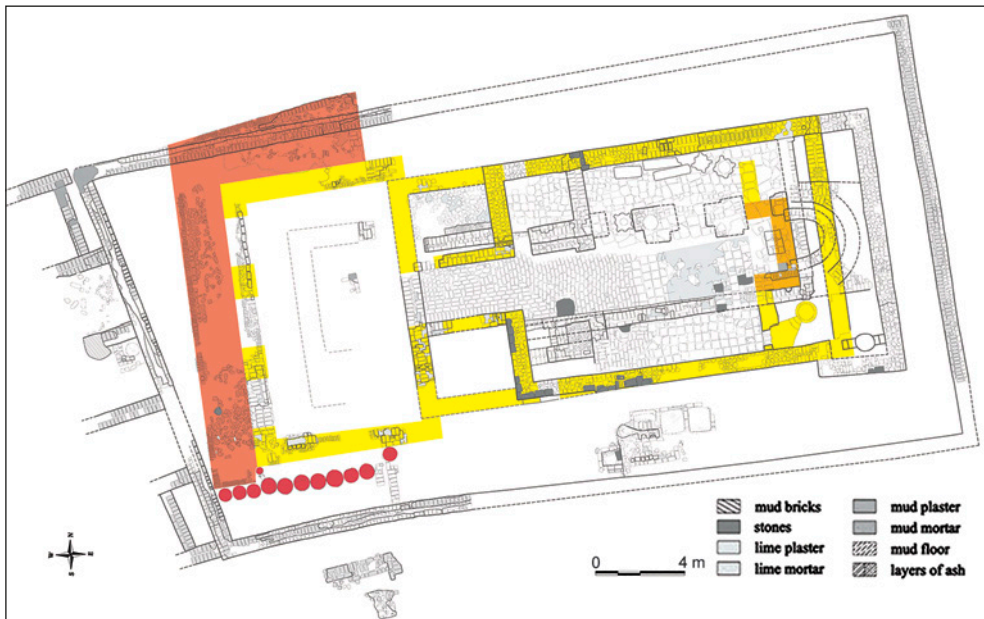 mud bricks
stones
lime plaster
lime mortar
mud plaster
mud mortar
mud floor
layers of ash
0 4 m
N
W E
S